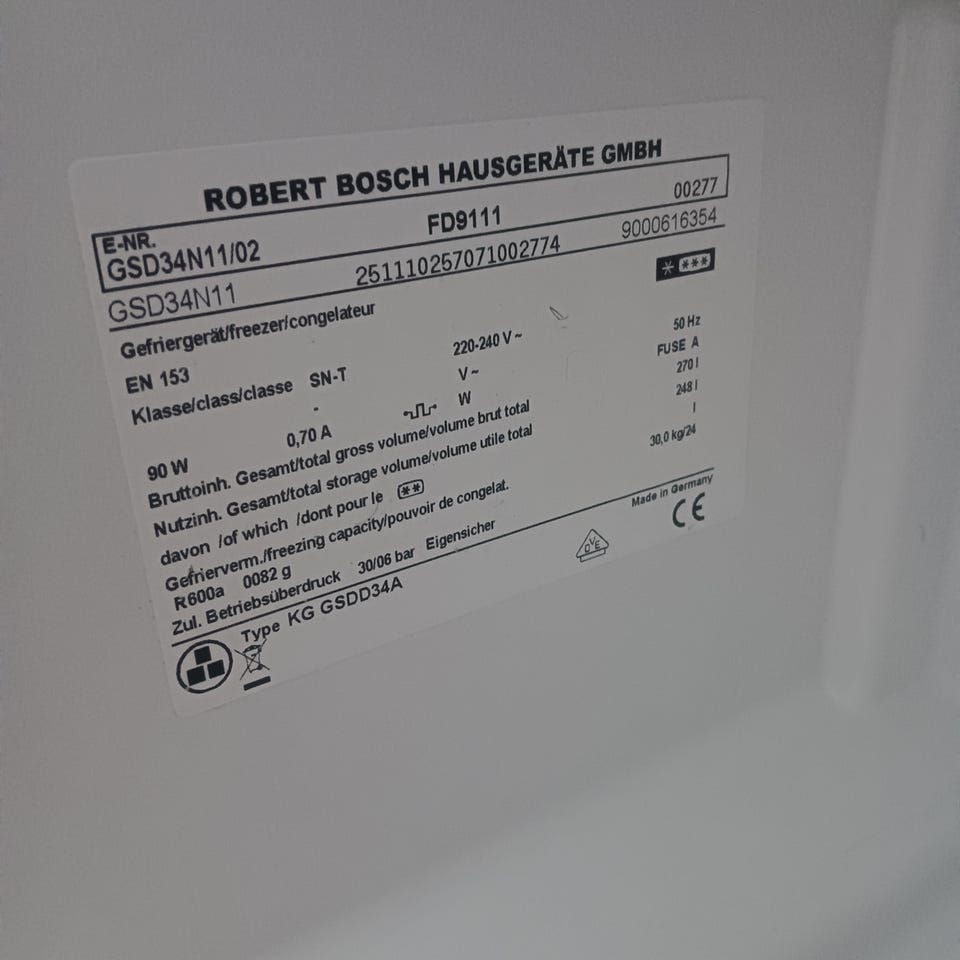 ROBERT BOSCH HAUSGERÄTE GMBH
E-NR.
GSD34N11/02 FD9111 00277
GSD34N11 251110257071002774 9000616354
Gefriergerät/freezer/congelateur
EN 153
Klasse/class/classe SN-T 220-240 V~ 50 Hz
- V~ FUSE A
90 W 0,70 A W
Bruttoinh. Gesamt/total gross volume/volume brut total 270 l
Nutzinh. Gesamt/total storage volume/volume utile total 248 l
davon /of which /dont pour le ** l
Gefrierverm./freezing capacity/pouvoir de congelat. 30,0 kg/24
R600a 0082 g
Zul. Betriebsüberdruck 30/06 bar Eigensicher Made in Germany
Type KG GSDD34A
DVE
CE